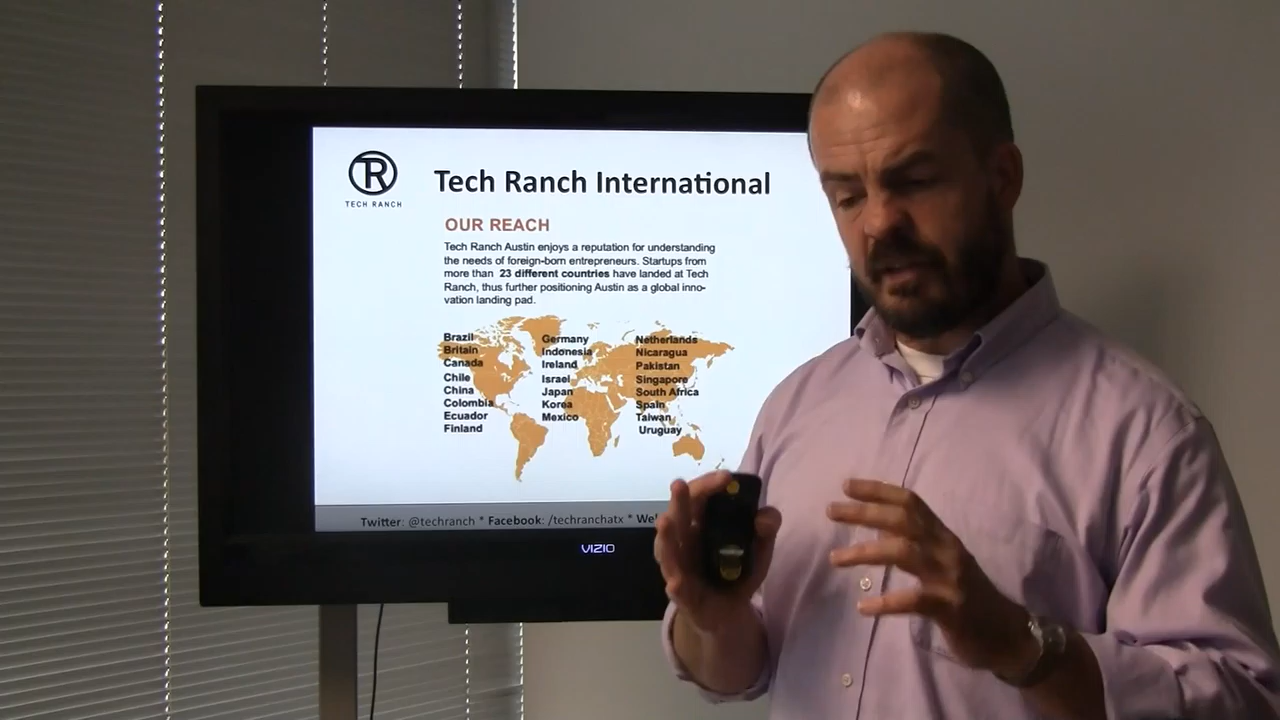 TR
TECH RANCH
Tech Ranch International
OUR REACH
Tech Ranch Austin enjoys a reputation for understanding
the needs of foreign-born entrepreneurs. Startups from
more than 23 different countries have landed at Tech
Ranch, thus further positioning Austin as a global inno-
vation landing pad.
Brazil
Britain
Canada
Chile
China
Colombia
Ecuador
Finland
Germany
Indonesia
Ireland
Israel
Japan
Korea
Mexico
Netherlands
Nicaragua
Pakistan
Singapore
South Africa
Spain
Taiwan
Uruguay
Twitter: @techranch * Facebook: /techranchatx *
VIZIO